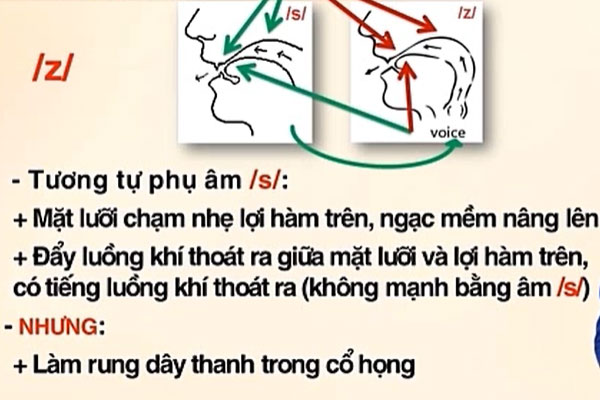 /s/
/z/
/z/
voice
- Tương tự phụ âm /s/:
+ Mặt lưỡi chạm nhẹ lợi hàm trên, ngạc mềm nâng lên
+ Đẩy luồng khí thoát ra giữa mặt lưỡi và lợi hàm trên,
có tiếng luồng khí thoát ra (không mạnh bằng âm /s/)
- NHƯNG:
+ Làm rung dây thanh trong cổ họng